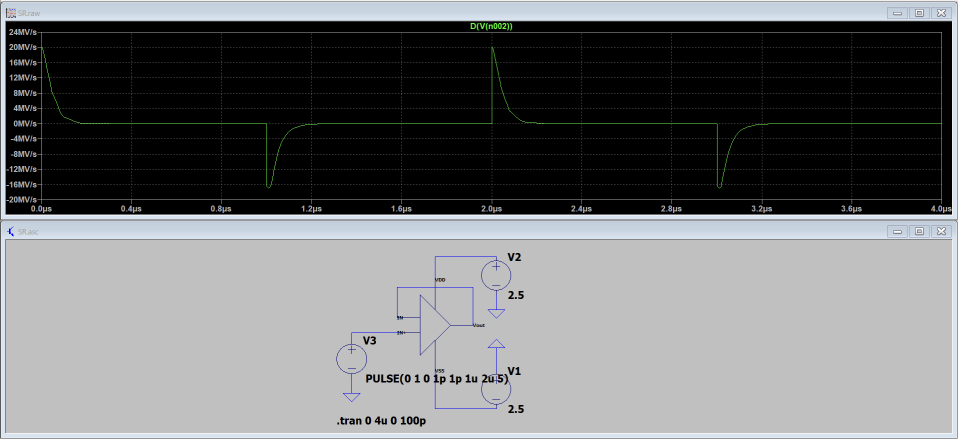 SR.raw
D(V(n002))
24MV/s
20MV/s
16MV/s
12MV/s
8MV/s
4MV/s
0MV/s
-4MV/s
-8MV/s
-12MV/s
-16MV/s
-20MV/s
0.0µs 0.4µs 0.8µs 1.2µs 1.6µs 2.0µs 2.4µs 2.8µs 3.2µs 3.6µs 4.0µs
SR.asc
V2
VDD
2.5
IN-
Vout
IN+
V3
VSS
V1
PULSE(0 1 0 1p 1p 1u 2u 5)
2.5
.tran 0 4u 0 100p